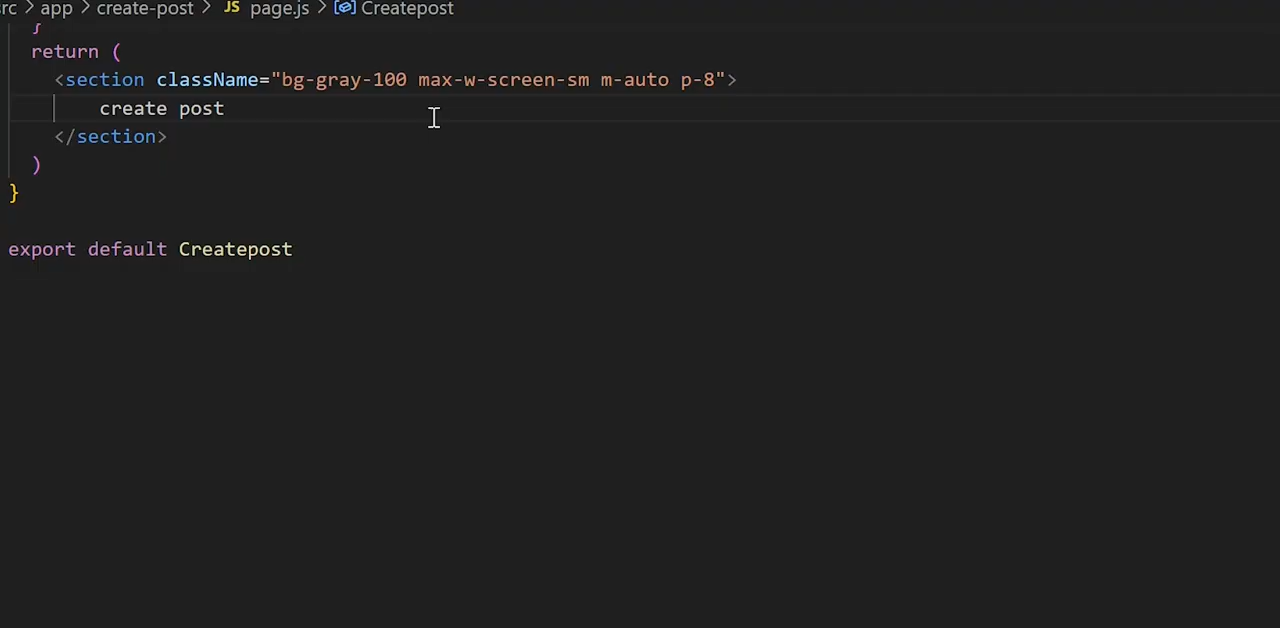 rc > app > create-post > JS page.js > Createpost
}
return (
<section className="bg-gray-100 max-w-screen-sm m-auto p-8">
create post
</section>
)
}
export default Createpost